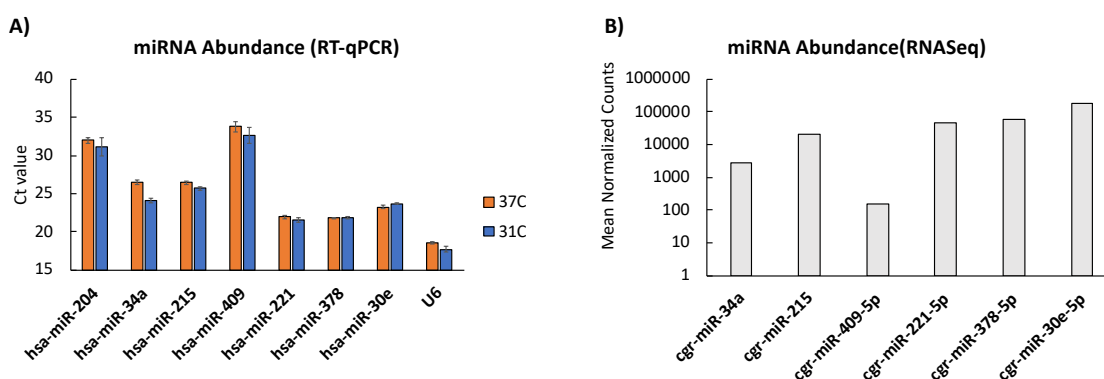 A)
miRNA Abundance (RT-qPCR)
40
35
30
25
20
15
Ct value
hsa-miR-204
hsa-miR-34a
hsa-miR-215
hsa-miR-409
hsa-miR-221
hsa-miR-378
hsa-miR-30e
U6
37C
31C
B)
miRNA Abundance(RNASeq)
1000000
100000
10000
1000
100
10
1
Mean Normalized Counts
cgr-miR-34a
cgr-miR-215
cgr-miR-409-5p
cgr-miR-221-5p
cgr-miR-378-5p
cgr-miR-30e-5p